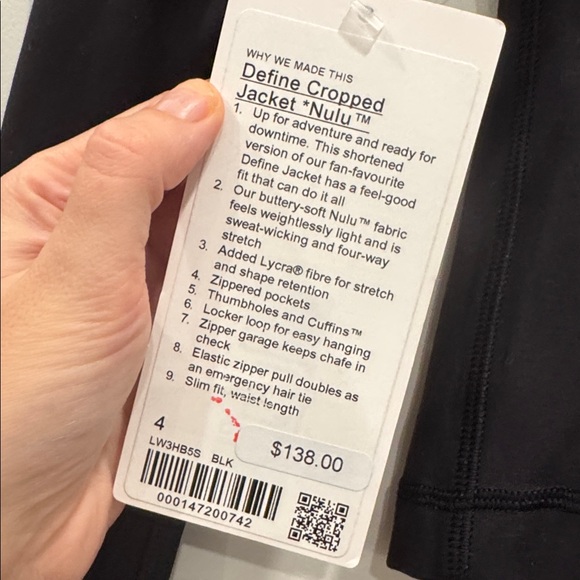 WHY WE MADE THIS
Define Cropped
Jacket *Nulu™
1. Up for adventure and ready for
downtime. This shortened
version of our fan-favourite
Define Jacket has a feel-good
fit that can do it all
2. Our buttery-soft Nulu™ fabric
feels weightlessly light and is
sweat-wicking and four-way
stretch
3. Added Lycra® fibre for stretch
and shape retention
4. Zippered pockets
5. Thumbholes and Cuffins™
6. Locker loop for easy hanging
7. Zipper garage keeps chafe in
check
8. Elastic zipper pull doubles as
an emergency hair tie
9. Slim fit, waist length
4
LW3HB5S BLK
$138.00
000147200742